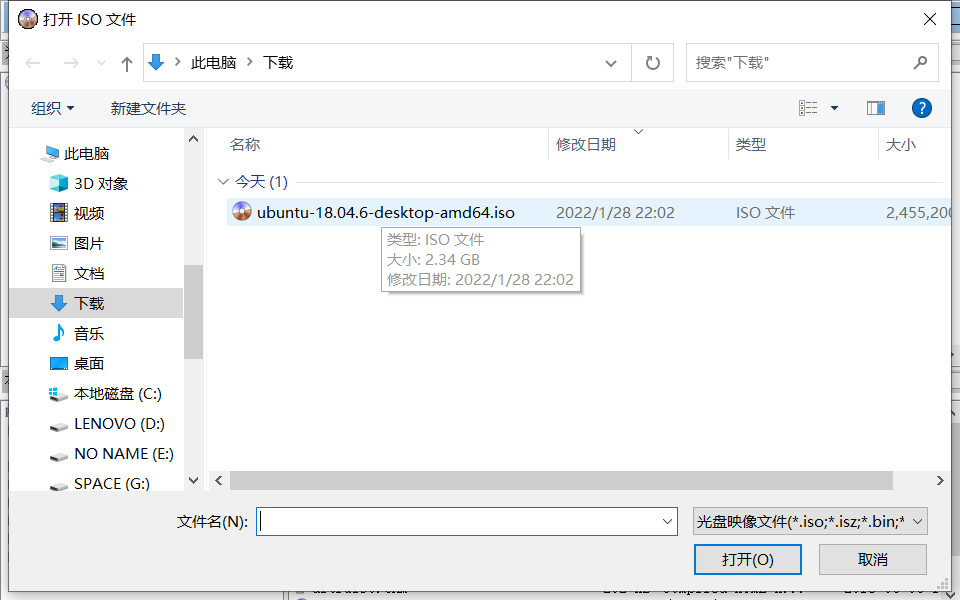 打开 ISO 文件
此电脑 下载
搜索"下载"
组织 新建文件夹
名称 修改日期 类型 大小
此电脑
3D 对象
视频
图片
文档
下载
音乐
桌面
本地磁盘 (C:)
LENOVO (D:)
NO NAME (E:)
SPACE (G:)
今天 (1)
ubuntu-18.04.6-desktop-amd64.iso 2022/1/28 22:02 ISO 文件 2,455,200
类型: ISO 文件
大小: 2.34 GB
修改日期: 2022/1/28 22:02
文件名(N):
光盘映像文件(*.iso;*.isz;*.bin;*
打开(O) 取消